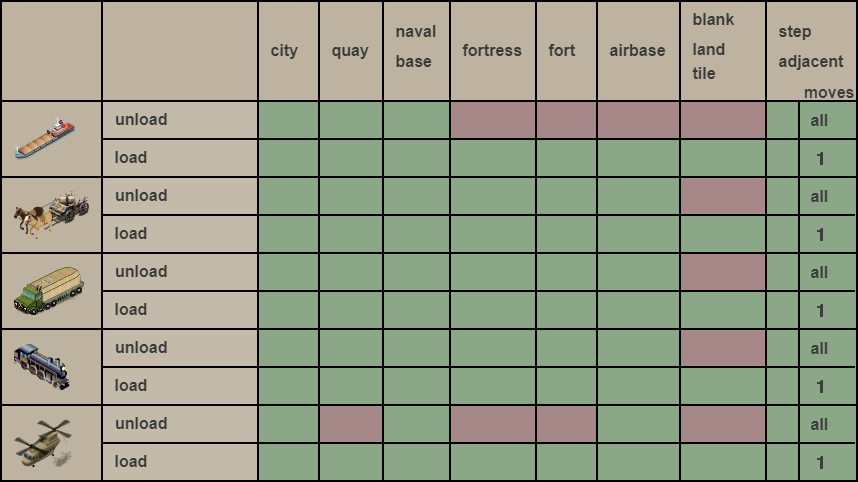 city
quay
naval
base
fortress
fort
airbase
blank
land
tile
step
adjacent
moves
unload all
load 1
unload all
load 1
unload all
load 1
unload all
load 1
unload all
load 1